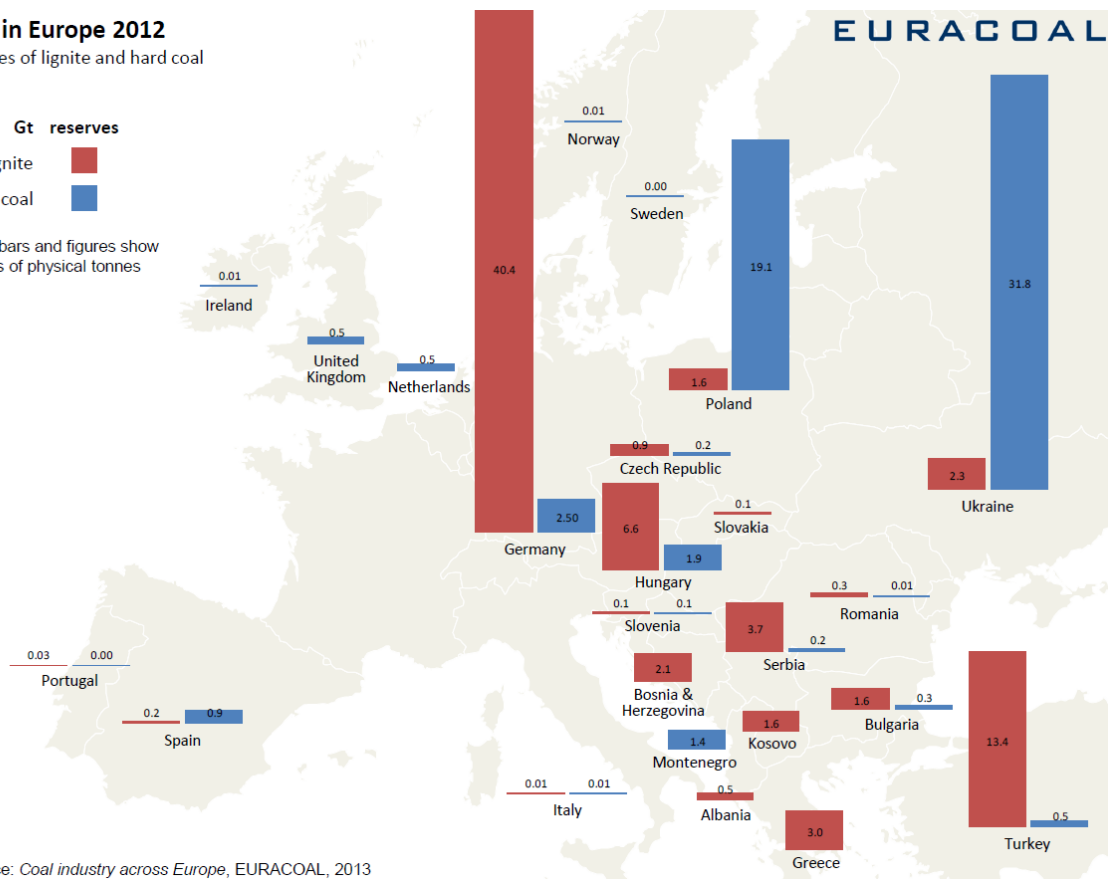 in Europe 2012
es of lignite and hard coal
EURACOAL
Gt reserves
gnite
coal
bars and figures show
s of physical tonnes
0.01
Norway
0.00
Sweden
40.4
2.50
Germany
1.6
19.1
Poland
2.3
31.8
Ukraine
0.01
Ireland
0.5
United
Kingdom
0.5
Netherlands
0.9
0.2
Czech Republic
0.1
Slovakia
6.6
1.9
Hungary
0.3
0.01
Romania
0.1
0.1
Slovenia
3.7
0.2
Serbia
0.03
0.00
Portugal
0.2
0.9
Spain
2.1
Bosnia &
Herzegovina
1.6
0.3
Bulgaria
1.6
Kosovo
1.4
Montenegro
13.4
0.5
Turkey
0.01
0.01
Italy
0.5
Albania
3.0
Greece
ce: Coal industry across Europe, EURACOAL, 2013